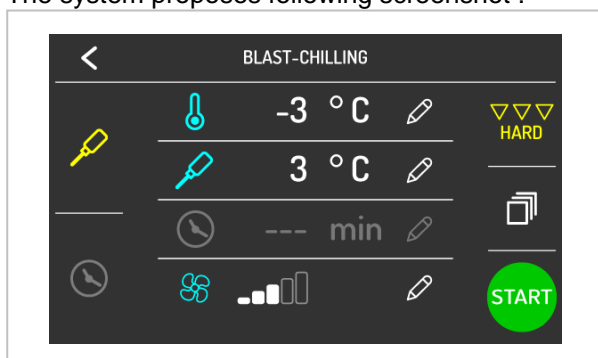 The system proposes following screenshot :
BLAST-CHILLING
-3 °C
HARD
3 °C
--- min
START